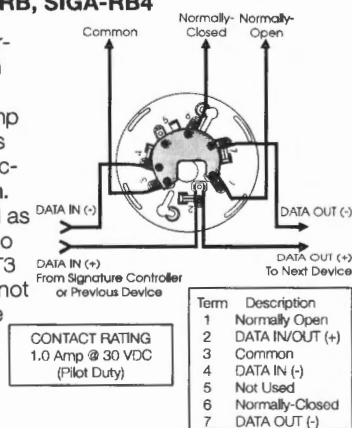 RB, SIGA-RB4
Normally-
Closed
Normally-
Open
Common
DATA IN (-)
DATA OUT (-)
DATA IN (+)
From Signature Controller
or Previous Device
DATA OUT (+)
To Next Device
CONTACT RATING
1.0 Amp @ 30 VDC
(Pilot Duty)
Term Description
1 Normally Open
2 DATA IN/OUT (+)
3 Common
4 DATA IN (-)
5 Not Used
6 Normally-Closed
7 DATA OUT (-)